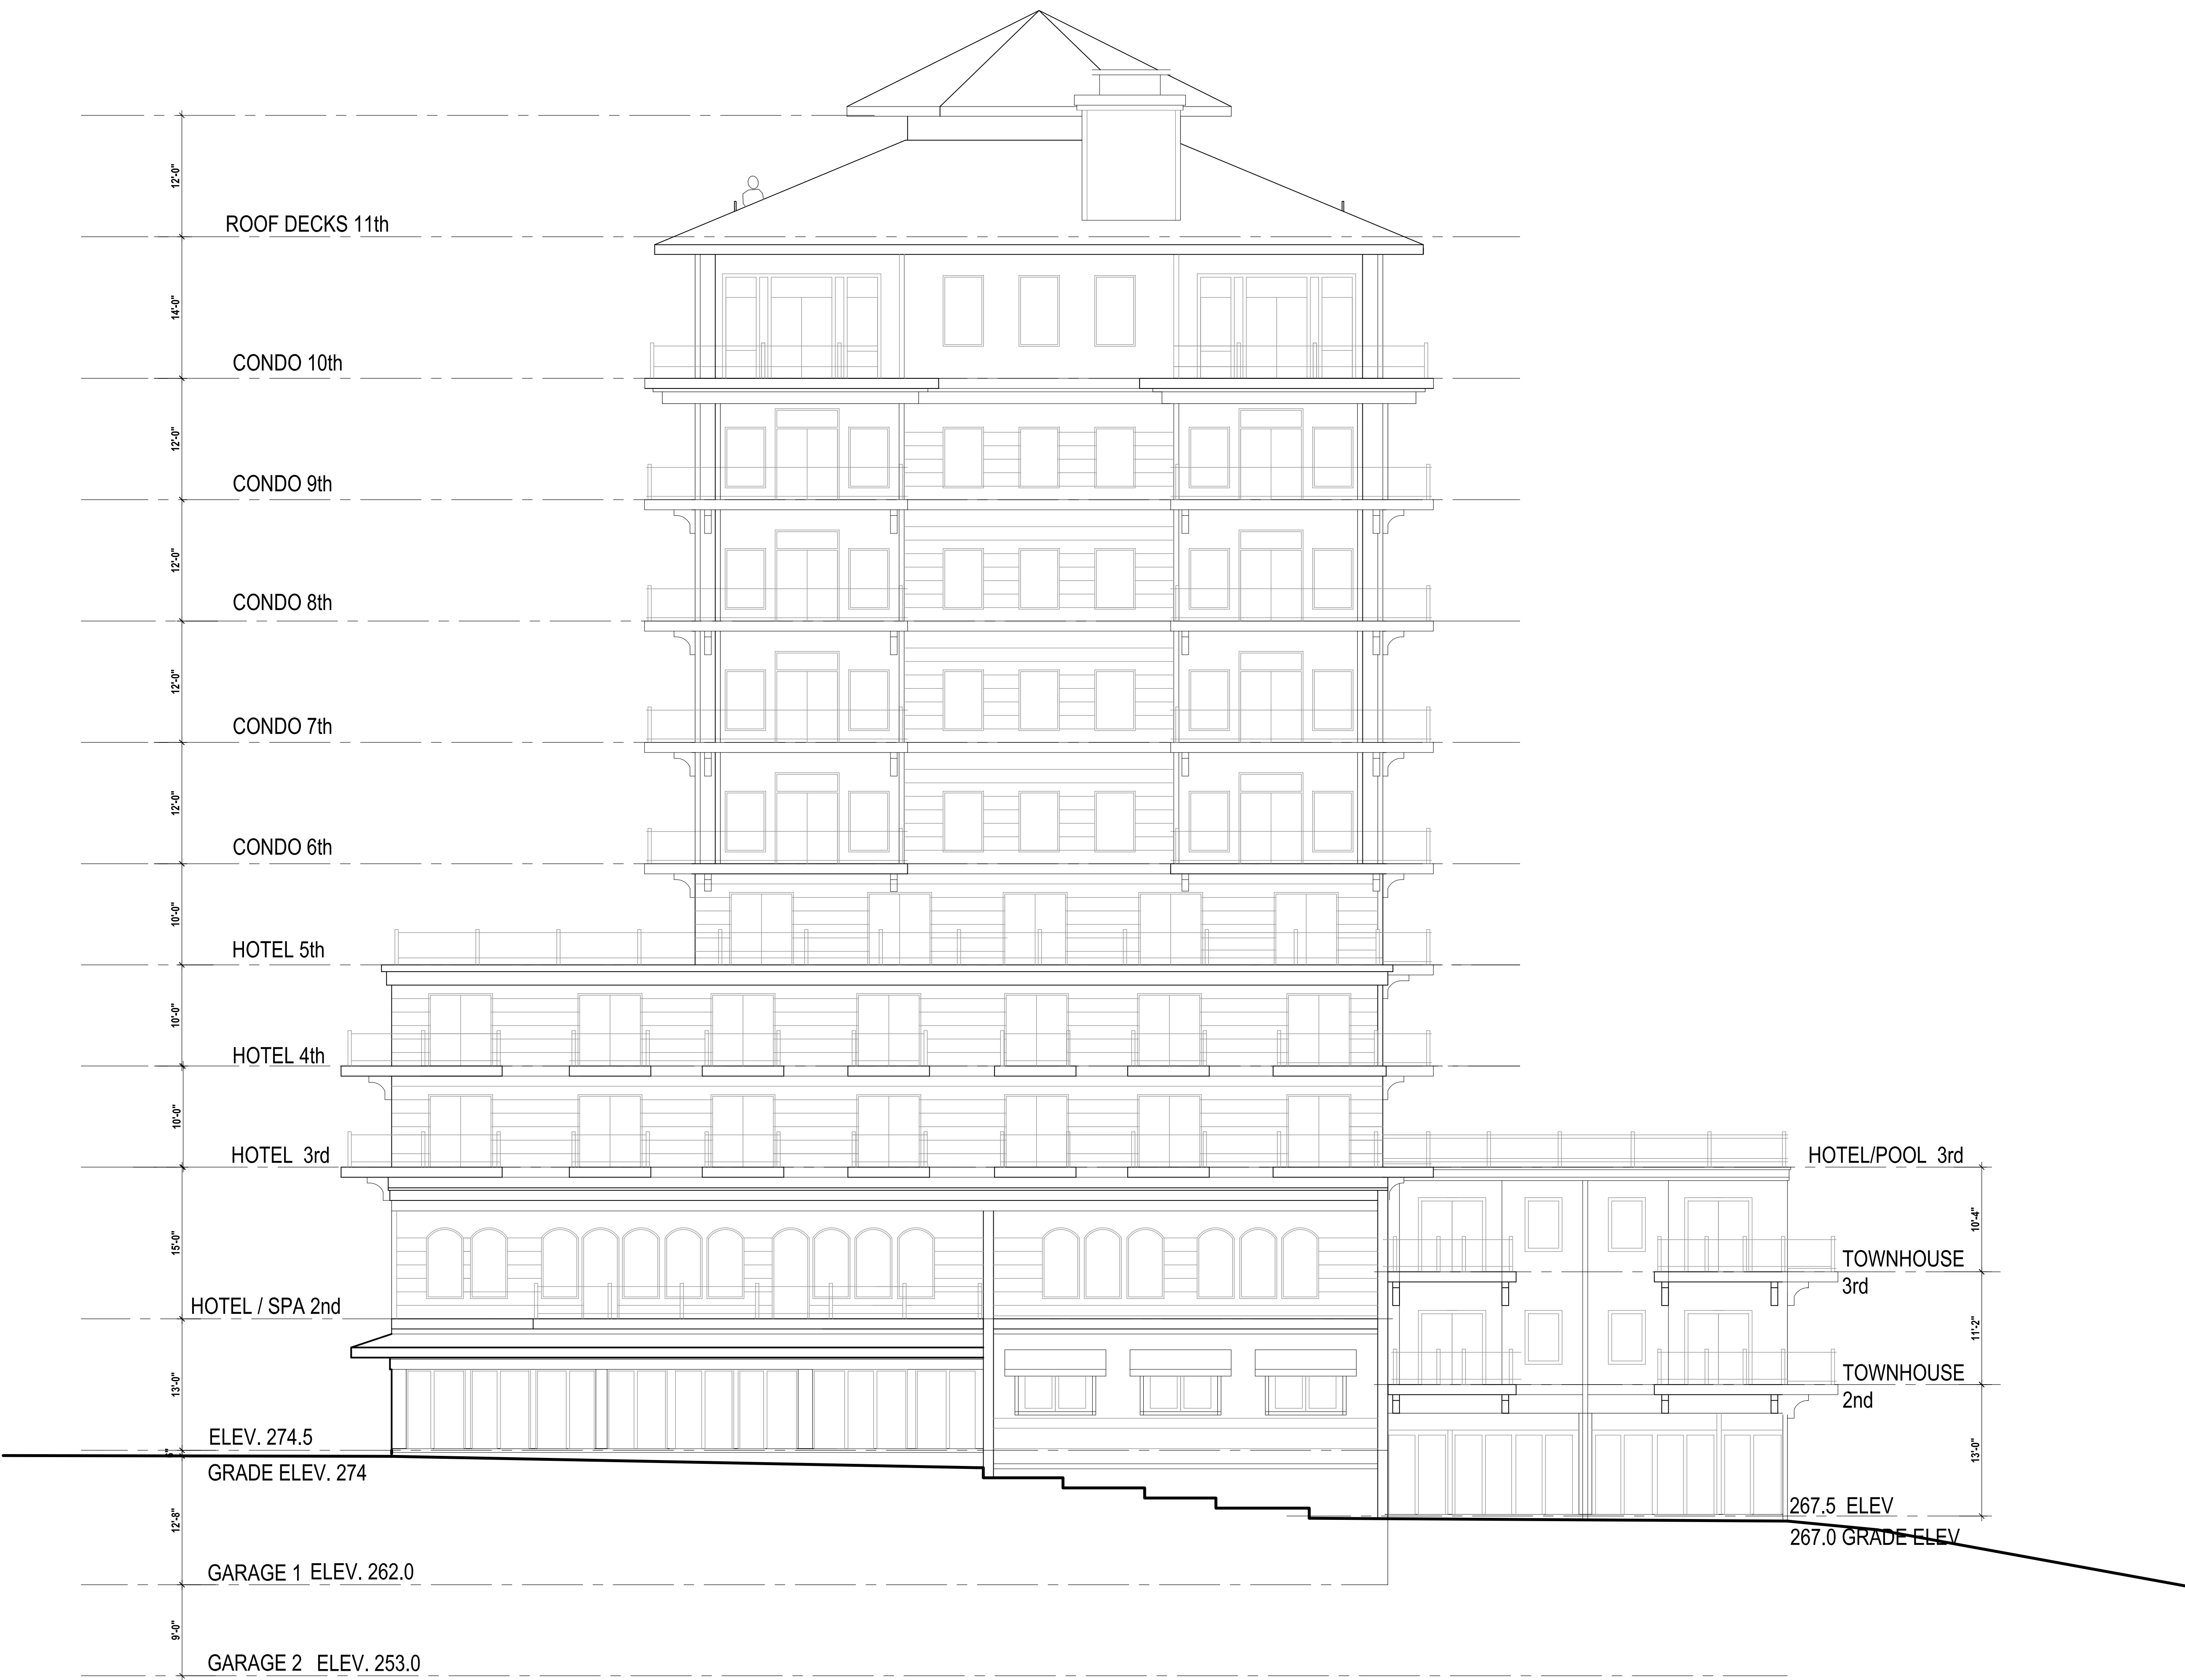 12'-0"
ROOF DECKS 11th
14'-0"
CONDO 10th
12'-0"
CONDO 9th
12'-0"
CONDO 8th
12'-0"
CONDO 7th
12'-0"
CONDO 6th
10'-0"
HOTEL 5th
10'-0"
HOTEL 4th
10'-0"
HOTEL 3rd
HOTEL/POOL 3rd
15'-0"
10'-4"
TOWNHOUSE
3rd
HOTEL / SPA 2nd
11'-2"
13'-0"
TOWNHOUSE
2nd
ELEV. 274.5
13'-0"
GRADE ELEV. 274
267.5 ELEV
12'-8"
267.0 GRADE ELEV
GARAGE 1 ELEV. 262.0
9'-0"
GARAGE 2 ELEV. 253.0